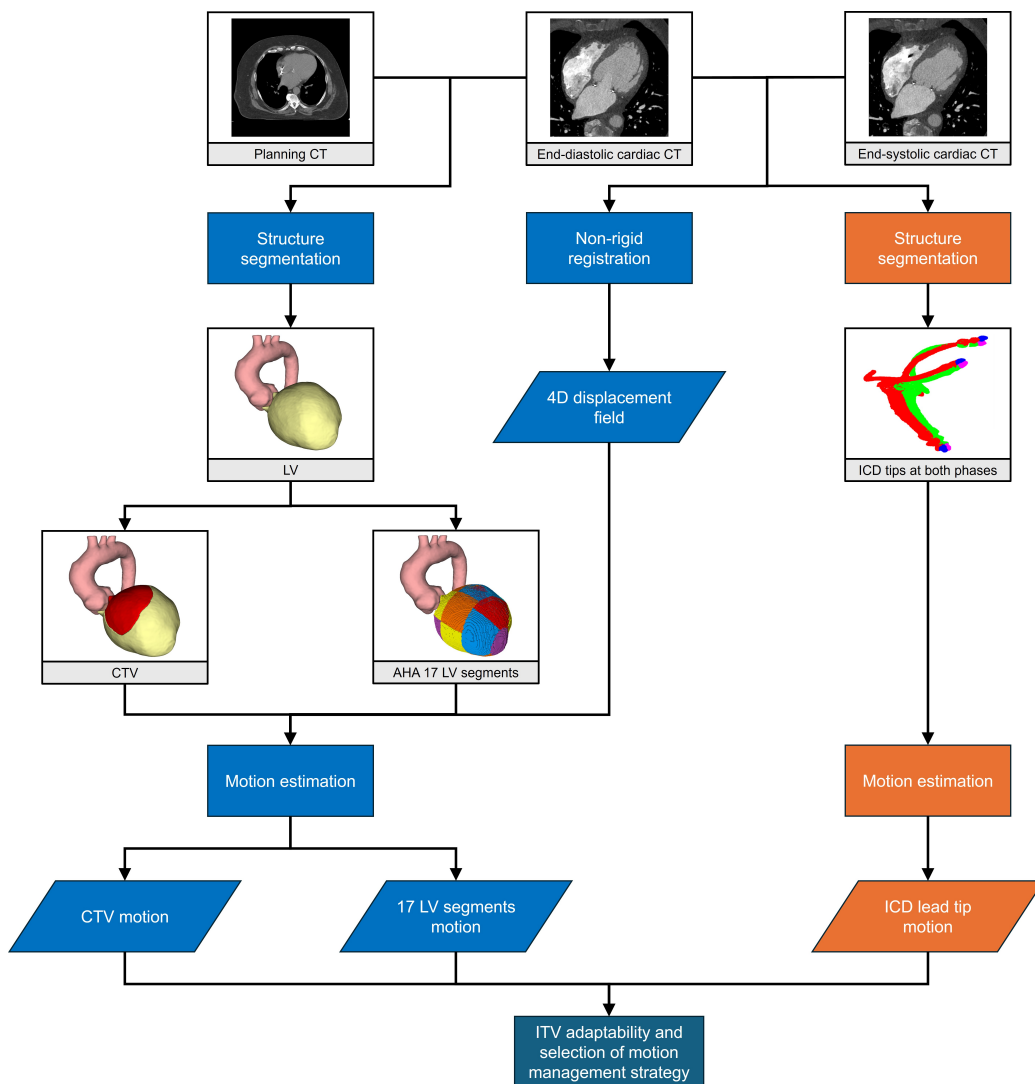 Planning CT
End-diastolic cardiac CT
End-systolic cardiac CT
Structure
segmentation
Non-rigid
registration
Structure
segmentation
LV
4D displacement
field
ICD tips at both phases
CTV
AHA 17 LV segments
Motion estimation
Motion estimation
CTV motion
17 LV segments
motion
ICD lead tip
motion
ITV adaptability and
selection of motion
management strategy